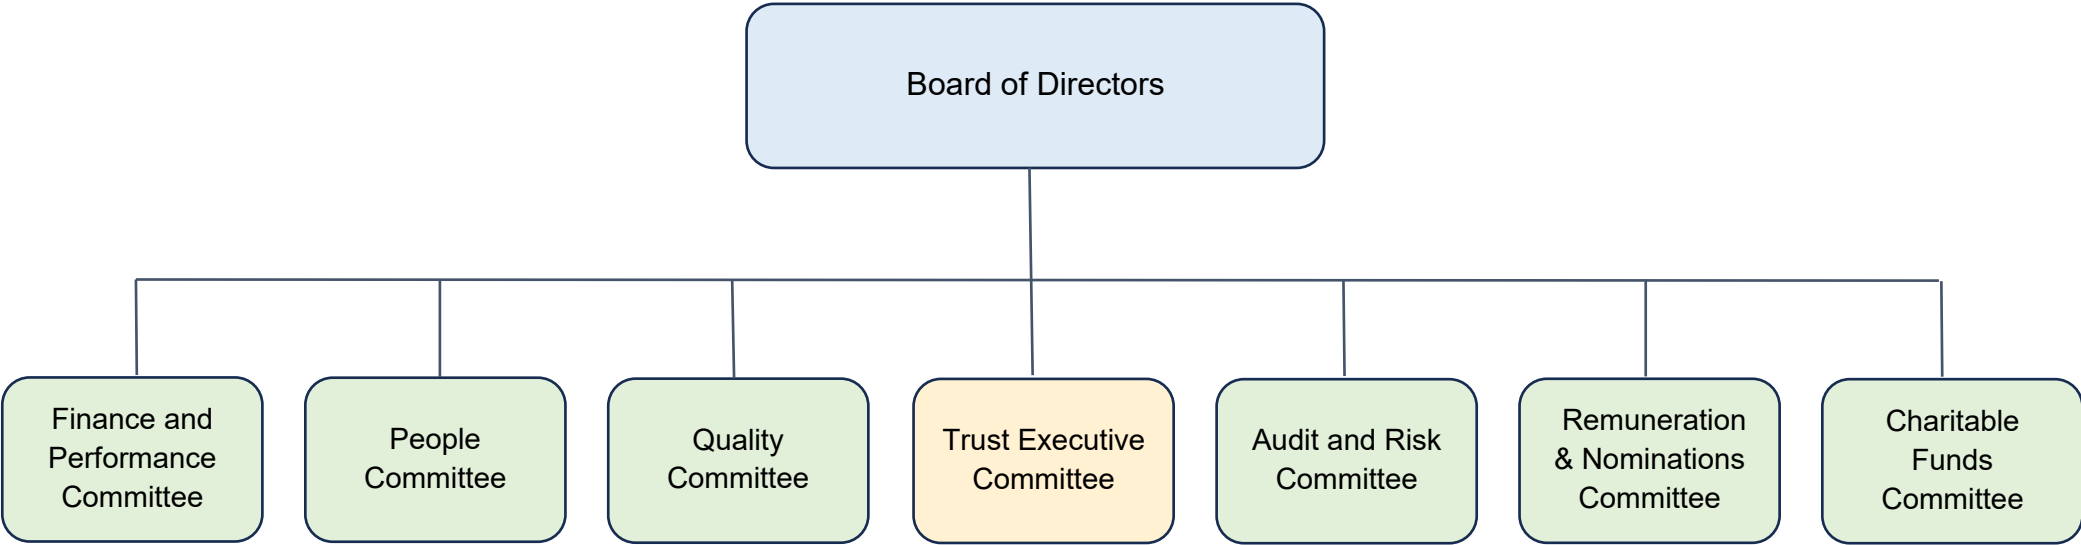 Board of Directors
Finance and
Performance
Committee
People
Committee
Quality
Committee
Trust Executive
Committee
Audit and Risk
Committee
Remuneration
& Nominations
Committee
Charitable
Funds
Committee